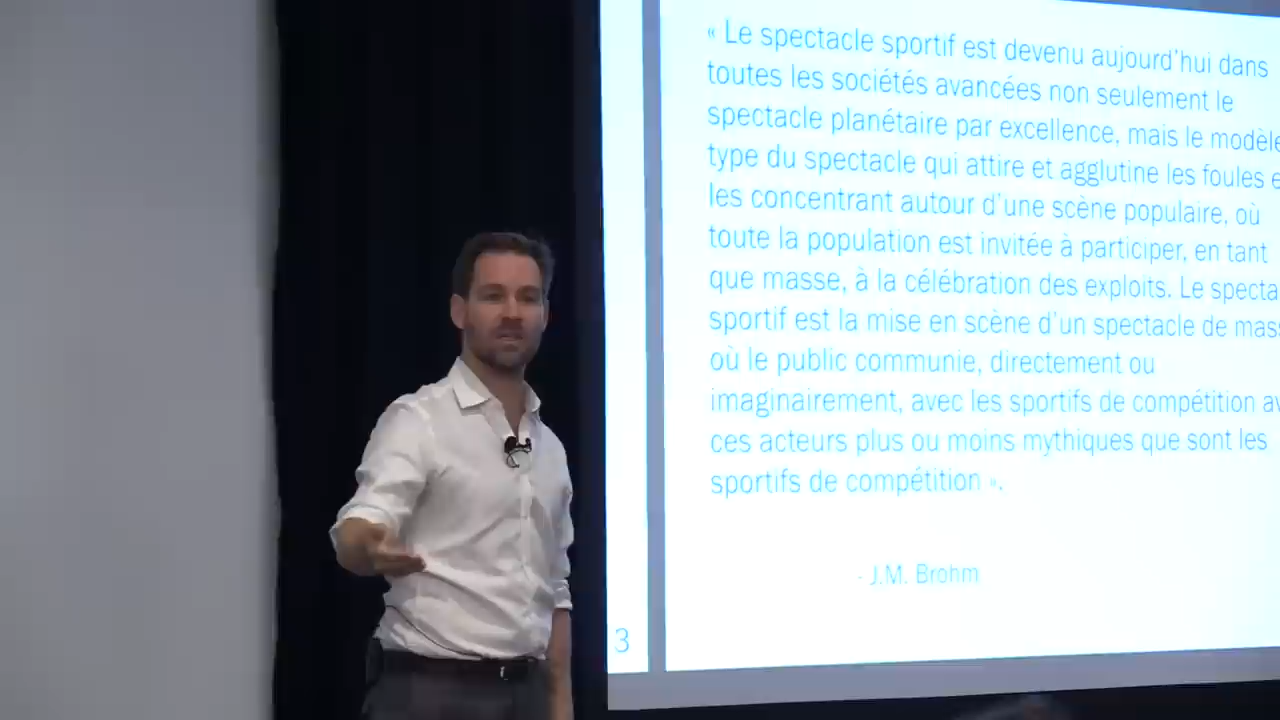 « Le spectacle sportif est devenu aujourd'hui dans
toutes les sociétés avancées non seulement le
spectacle planétaire par excellence, mais le modèle
type du spectacle qui attire et agglutine les foules
les concentrant autour d'une scène populaire, où
toute la population est invitée à participer, en tant
que masse, à la célébration des exploits. Le
sportif est la mise en scène d'un spectacle de
où le public communie, directement ou
imaginairement, avec les sportifs de compétition
ces acteurs plus ou moins mythiques que sont les
sportifs de compétition ».
- J.M. Brohm
3